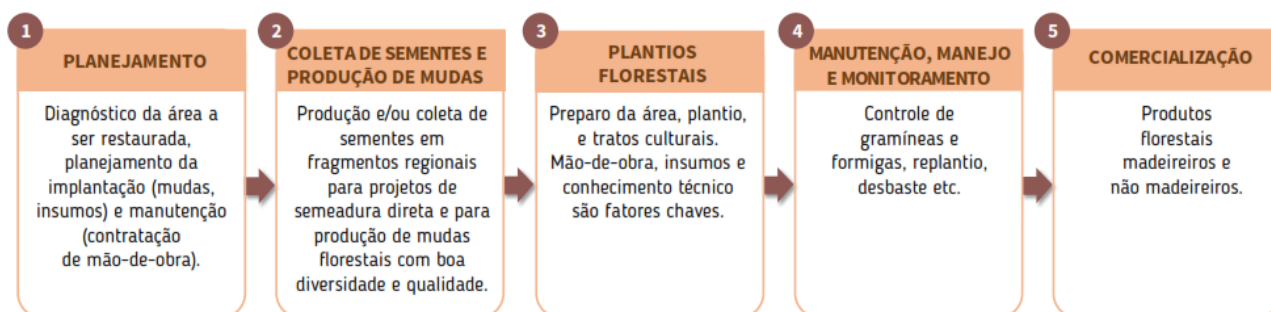 1
PLANEJAMENTO
Diagnóstico da área a
ser restaurada,
planejamento da
implantação (mudas,
insumos) e manutenção
(contratação
de mão-de-obra).
2
COLETA DE SEMENTES E
PRODUÇÃO DE MUDAS
Produção e/ou coleta de
sementes em
fragmentos regionais
para projetos de
semeadura direta e para
produção de mudas
florestais com boa
diversidade e qualidade.
3
PLANTIOS
FLORESTAIS
Preparo da área, plantio,
e tratos culturais.
Mão-de-obra, insumos e
conhecimento técnico
são fatores chaves.
4
MANUTENÇÃO, MANEJO
E MONITORAMENTO
Controle de
gramíneas e
formigas, replantio,
desbaste etc.
5
COMERCIALIZAÇÃO
Produtos
florestais
madeireiros e
não madeireiros.